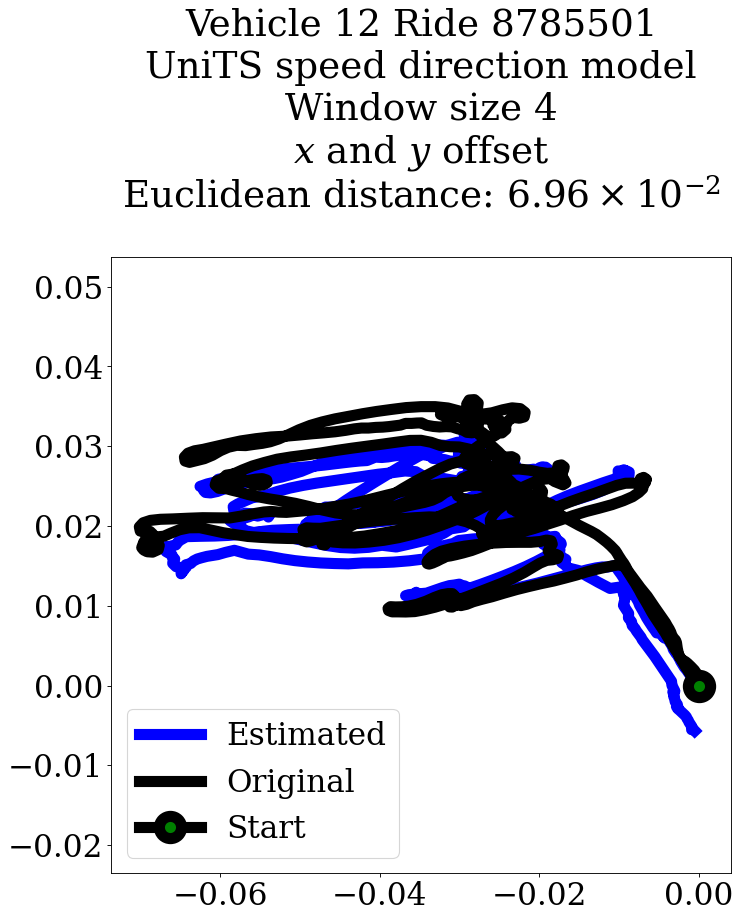 Vehicle 12 Ride 8785501
UniTS speed direction model
Window size 4
x and y offset
Euclidean distance: 6.96 × 10⁻²
0.05
0.04
0.03
0.02
0.01
0.00
−0.01
−0.02
Estimated
Original
Start
−0.06 −0.04 −0.02 0.00